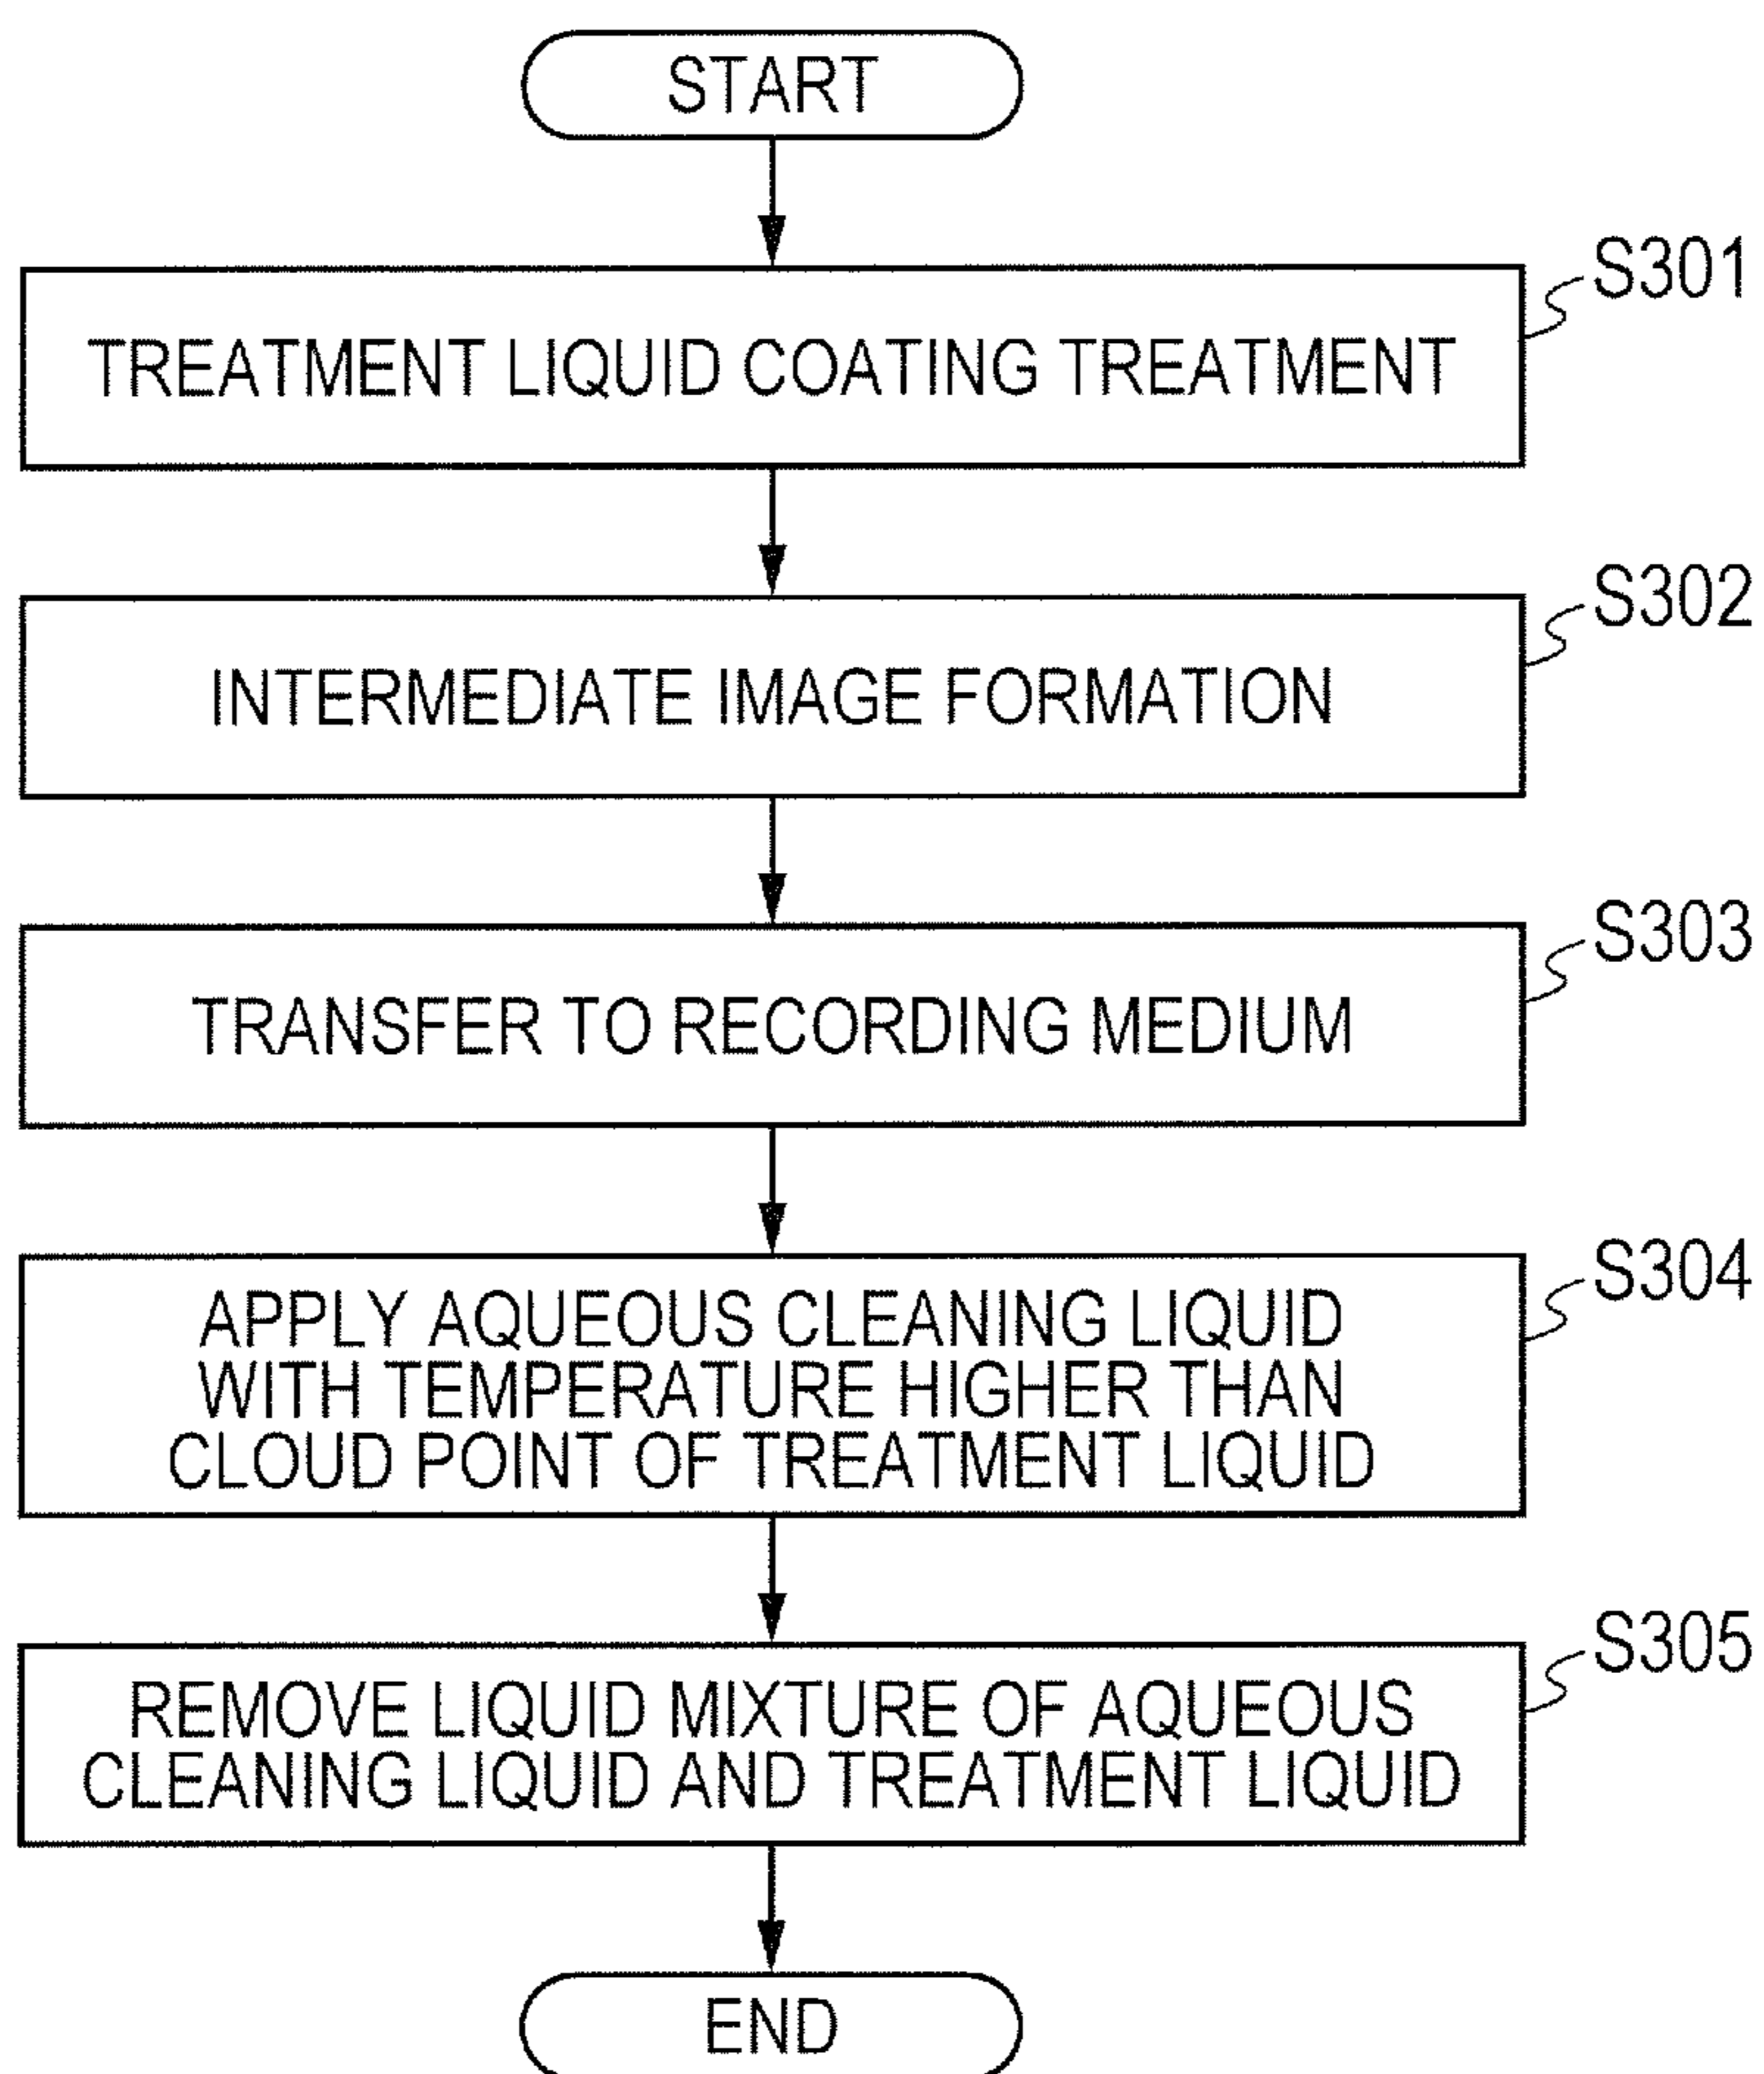 START
S301
TREATMENT LIQUID COATING TREATMENT
S302
INTERMEDIATE IMAGE FORMATION
S303
TRANSFER TO RECORDING MEDIUM
S304
APPLY AQUEOUS CLEANING LIQUID
WITH TEMPERATURE HIGHER THAN
CLOUD POINT OF TREATMENT LIQUID
S305
REMOVE LIQUID MIXTURE OF AQUEOUS
CLEANING LIQUID AND TREATMENT LIQUID
END